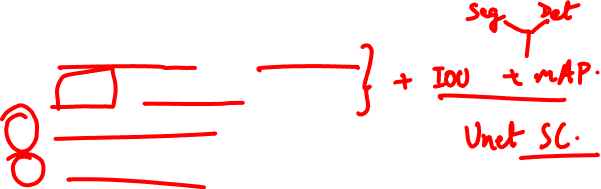 Seg Det
+ IOU + mAP.
Unet SC.